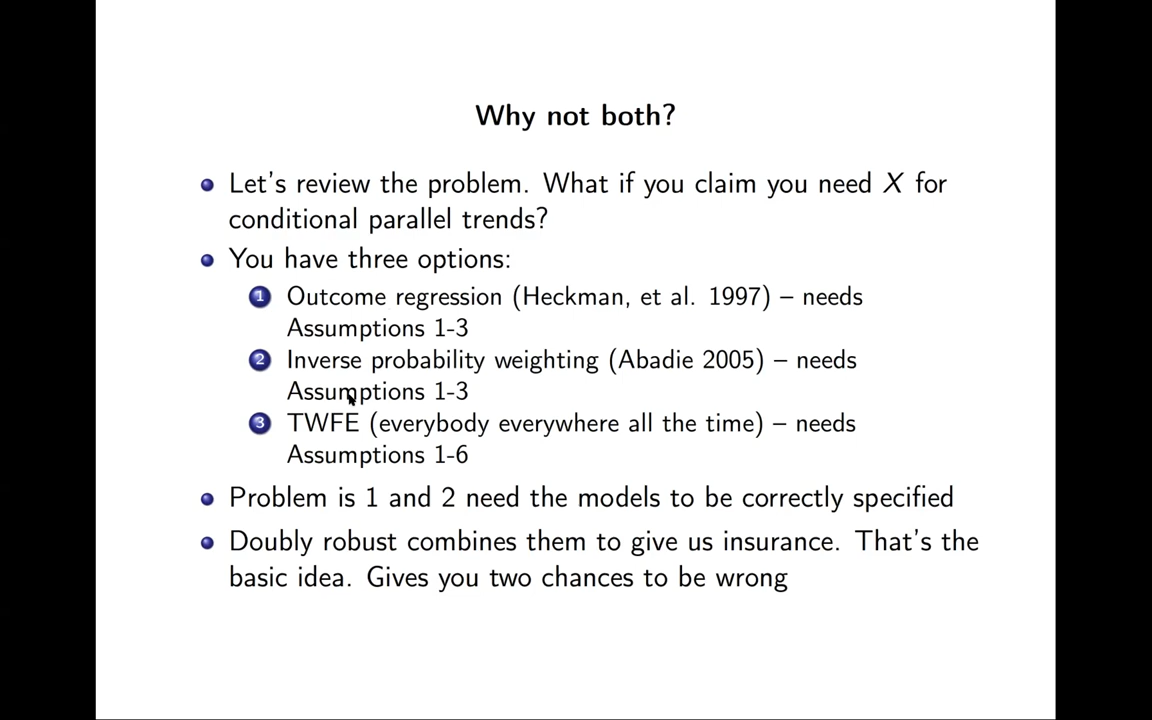 Why not both?
Let's review the problem. What if you claim you need X for
conditional parallel trends?
You have three options:
1 Outcome regression (Heckman, et al. 1997) – needs
Assumptions 1-3
2 Inverse probability weighting (Abadie 2005) – needs
Assumptions 1-3
3 TWFE (everybody everywhere all the time) – needs
Assumptions 1-6
Problem is 1 and 2 need the models to be correctly specified
Doubly robust combines them to give us insurance. That's the
basic idea. Gives you two chances to be wrong